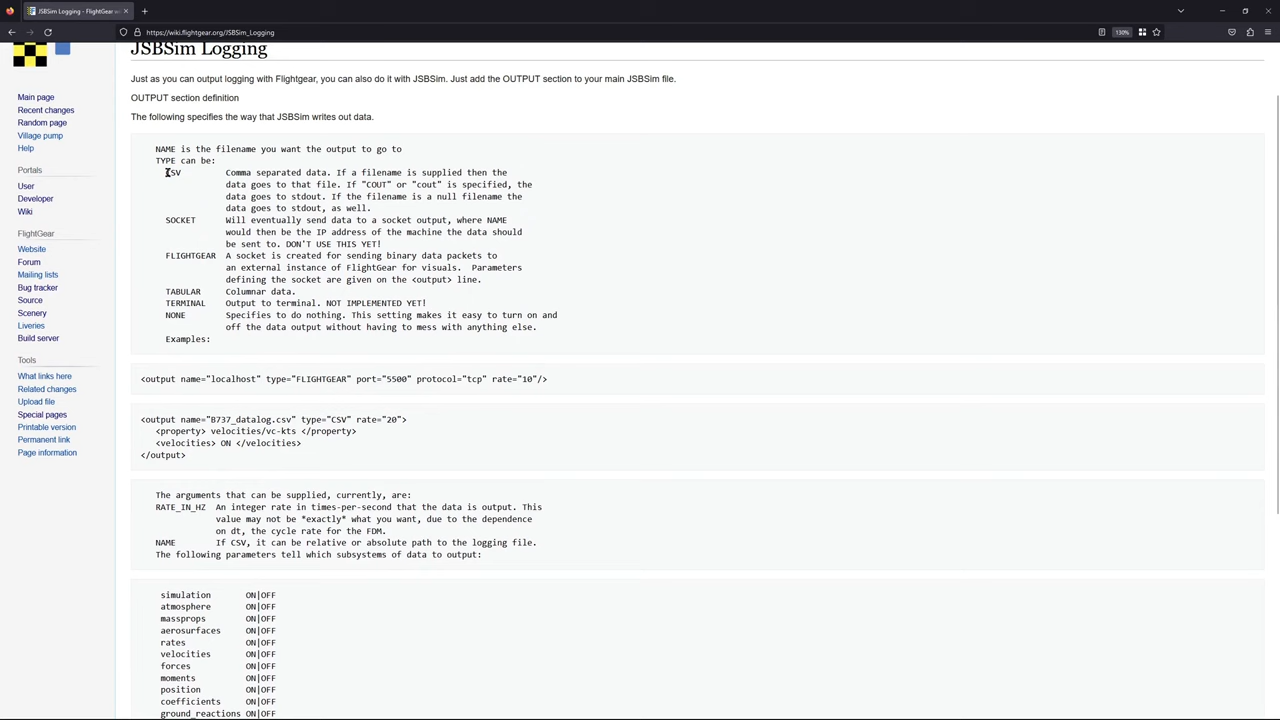 JSBSim Logging - FlightGear wi
https://wiki.flightgear.org/JSBSim_Logging
130%
JSBSim Logging
Just as you can output logging with Flightgear, you can also do it with JSBSim. Just add the OUTPUT section to your main JSBSim file.
OUTPUT section definition
The following specifies the way that JSBSim writes out data.
NAME is the filename you want the output to go to
TYPE can be:
CSV Comma separated data. If a filename is supplied then the
data goes to that file. If "COUT" or "cout" is specified, the
data goes to stdout. If the filename is a null filename the
data goes to stdout, as well.
SOCKET Will eventually send data to a socket output, where NAME
would then be the IP address of the machine the data should
be sent to. DON'T USE THIS YET!
FLIGHTGEAR A socket is created for sending binary data packets to
an external instance of FlightGear for visuals. Parameters
defining the socket are given on the <output> line.
TABULAR Columnar data.
TERMINAL Output to terminal. NOT IMPLEMENTED YET!
NONE Specifies to do nothing. This setting makes it easy to turn on and
off the data output without having to mess with anything else.
Examples:
<output name="localhost" type="FLIGHTGEAR" port="5500" protocol="tcp" rate="10"/>
<output name="B737_datalog.csv" type="CSV" rate="20">
<property> velocities/vc-kts </property>
<velocities> ON </velocities>
</output>
The arguments that can be supplied, currently, are:
RATE_IN_HZ An integer rate in times-per-second that the data is output. This
value may not be *exactly* what you want, due to the dependence
on dt, the cycle rate for the FDM.
NAME If CSV, it can be relative or absolute path to the logging file.
The following parameters tell which subsystems of data to output:
simulation ON|OFF
atmosphere ON|OFF
massprops ON|OFF
aerosurfaces ON|OFF
rates ON|OFF
velocities ON|OFF
forces ON|OFF
moments ON|OFF
position ON|OFF
coefficients ON|OFF
ground_reactions ON|OFF
Main page
Recent changes
Random page
Village pump
Help
Portals
User
Developer
Wiki
FlightGear
Website
Forum
Mailing lists
Bug tracker
Source
Scenery
Liveries
Build server
Tools
What links here
Related changes
Upload file
Special pages
Printable version
Permanent link
Page information